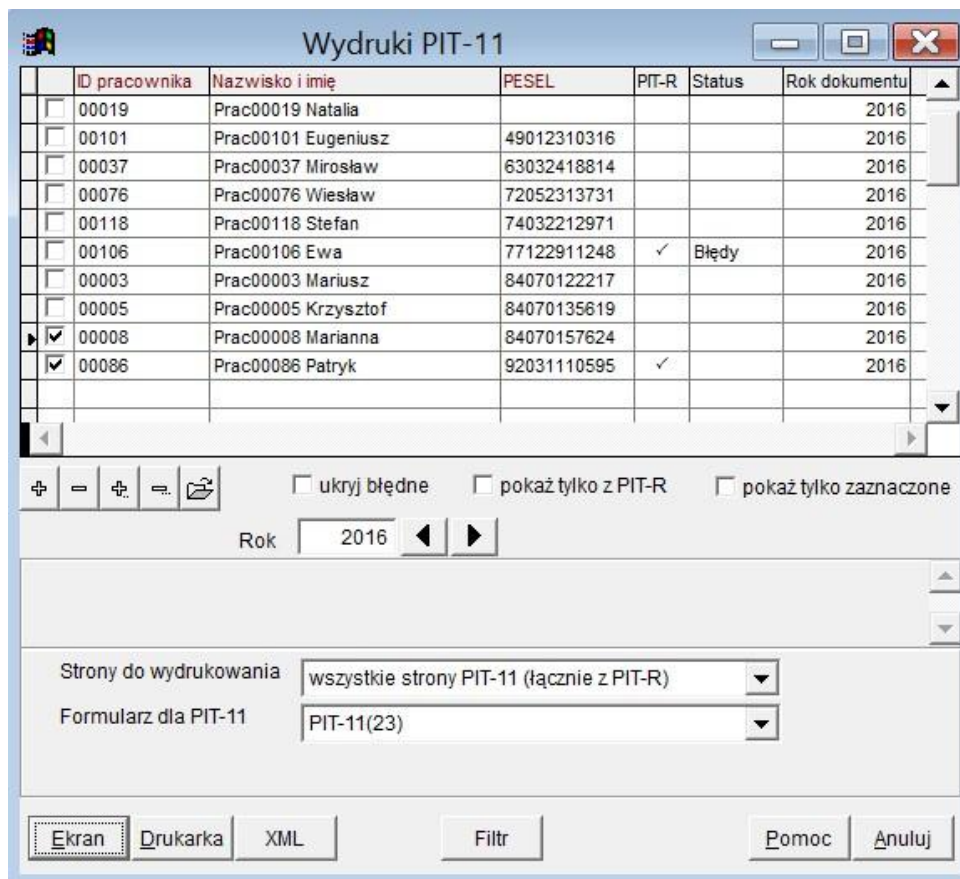 Wydruki PIT-11
ID pracownika Nazwisko i imię PESEL PIT-R Status Rok dokumentu
00019 Prac00019 Natalia 2016
00101 Prac00101 Eugeniusz 49012310316 2016
00037 Prac00037 Mirosław 63032418814 2016
00076 Prac00076 Wiesław 72052313731 2016
00118 Prac00118 Stefan 74032212971 2016
00106 Prac00106 Ewa 77122911248 ✓ Błędy 2016
00003 Prac00003 Mariusz 84070122217 2016
00005 Prac00005 Krzysztof 84070135619 2016
00008 Prac00008 Marianna 84070157624 2016
00086 Prac00086 Patryk 92031110595 ✓ 2016
ukryj błędne pokaż tylko z PIT-R pokaż tylko zaznaczone
Rok 2016
Strony do wydrukowania wszystkie strony PIT-11 (łącznie z PIT-R)
Formularz dla PIT-11 PIT-11(23)
Ekran Drukarka XML Filtr Pomoc Anuluj